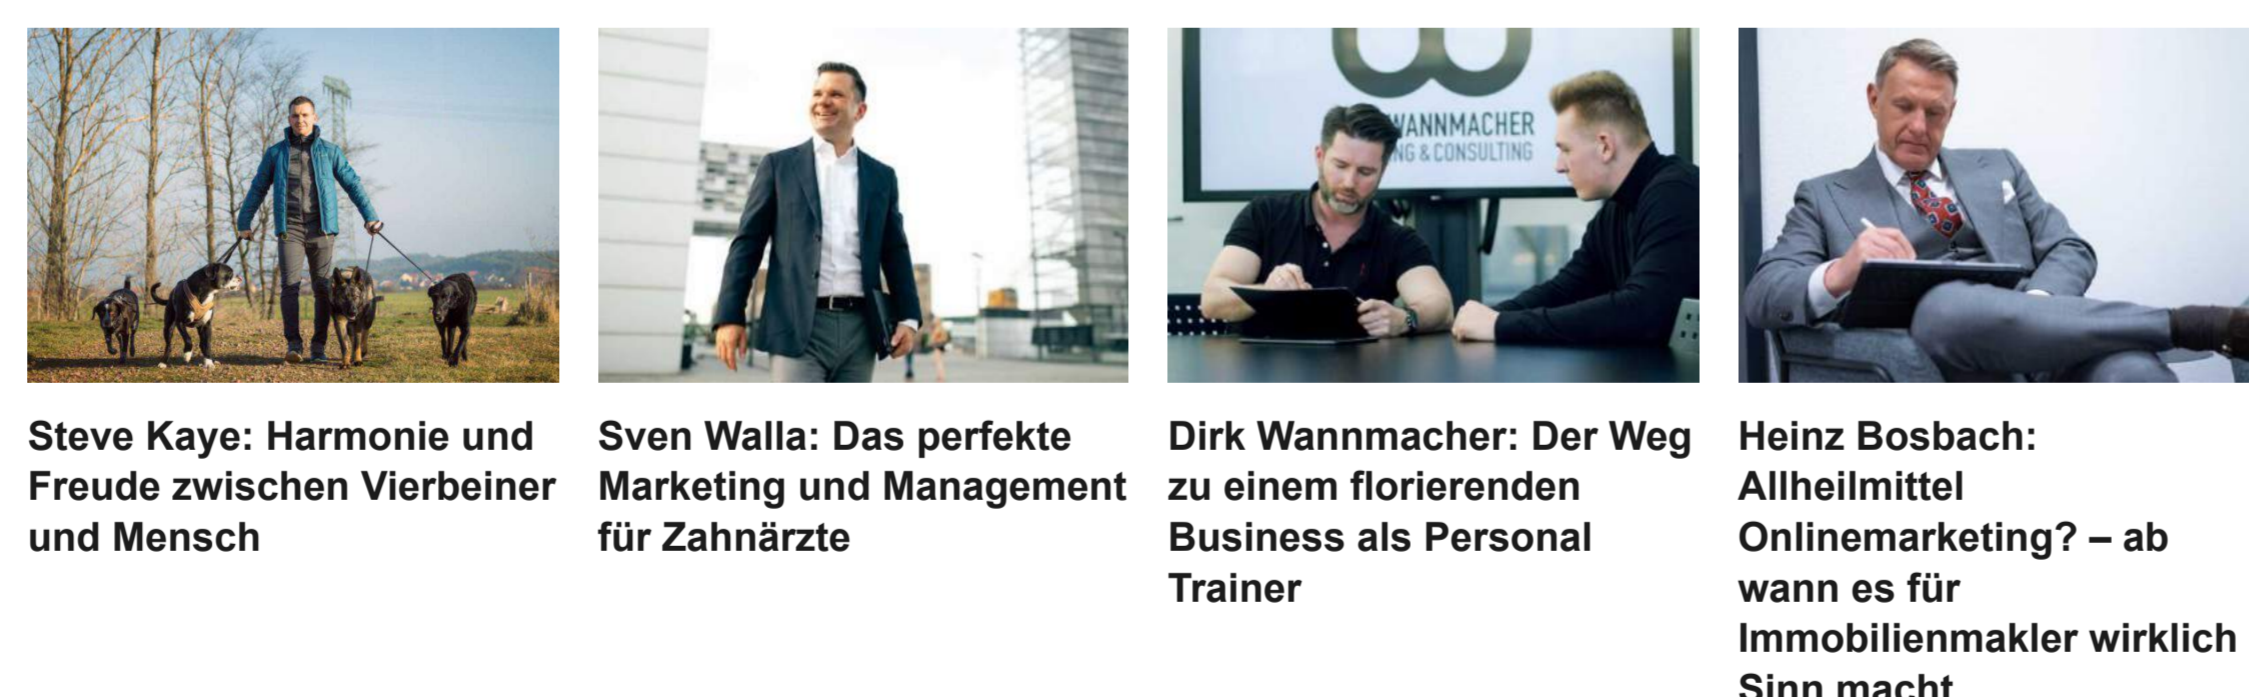 WANNMACHER
NG & CONSULTING
Steve Kaye: Harmonie und
Freude zwischen Vierbeiner
und Mensch
Sven Walla: Das perfekte
Marketing und Management
für Zahnärzte
Dirk Wannmacher: Der Weg
zu einem florierenden
Business als Personal
Trainer
Heinz Bosbach:
Allheilmittel
Onlinemarketing? – ab
wann es für
Immobilienmakler wirklich
Sinn macht